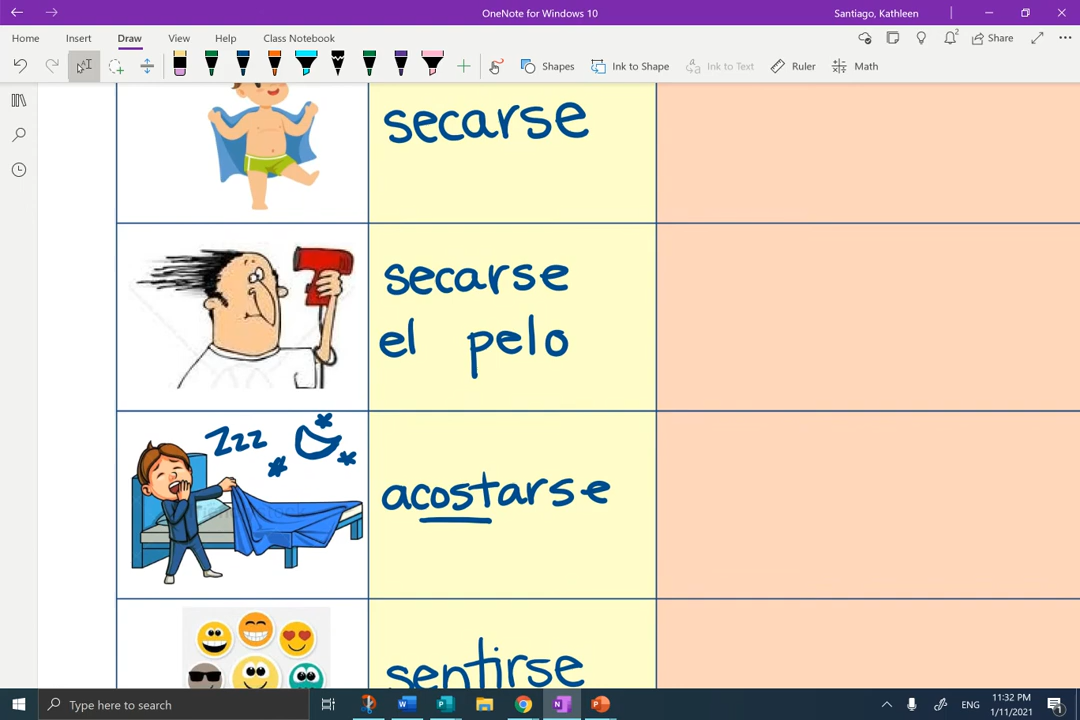 OneNote for Windows 10
Santiago, Kathleen
Home Insert Draw View Help Class Notebook
Share
Shapes Ink to Shape Ink to Text Ruler Math
secarse
secarse
el pelo
Zzz
acostarse
sentirse
Type here to search
ENG
11:32 PM
1/11/2021